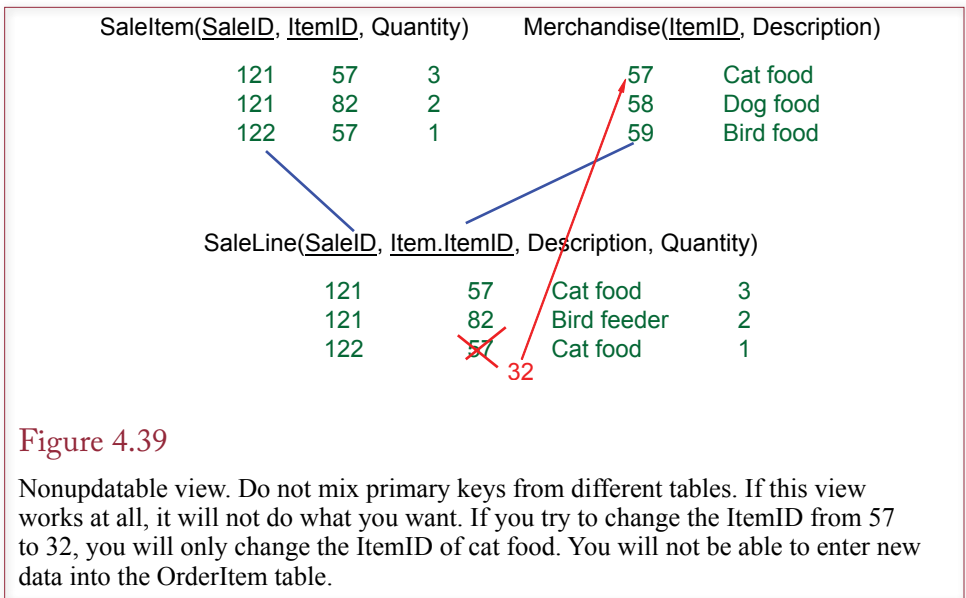 SaleItem(SaleID, ItemID, Quantity) Merchandise(ItemID, Description)
121 57 3 57 Cat food
121 82 2 58 Dog food
122 57 1 59 Bird food
SaleLine(SaleID, Item.ItemID, Description, Quantity)
121 57 Cat food 3
121 82 Bird feeder 2
122 57 Cat food 1
32
Figure 4.39
Nonupdatable view. Do not mix primary keys from different tables. If this view
works at all, it will not do what you want. If you try to change the ItemID from 57
to 32, you will only change the ItemID of cat food. You will not be able to enter new
data into the OrderItem table.